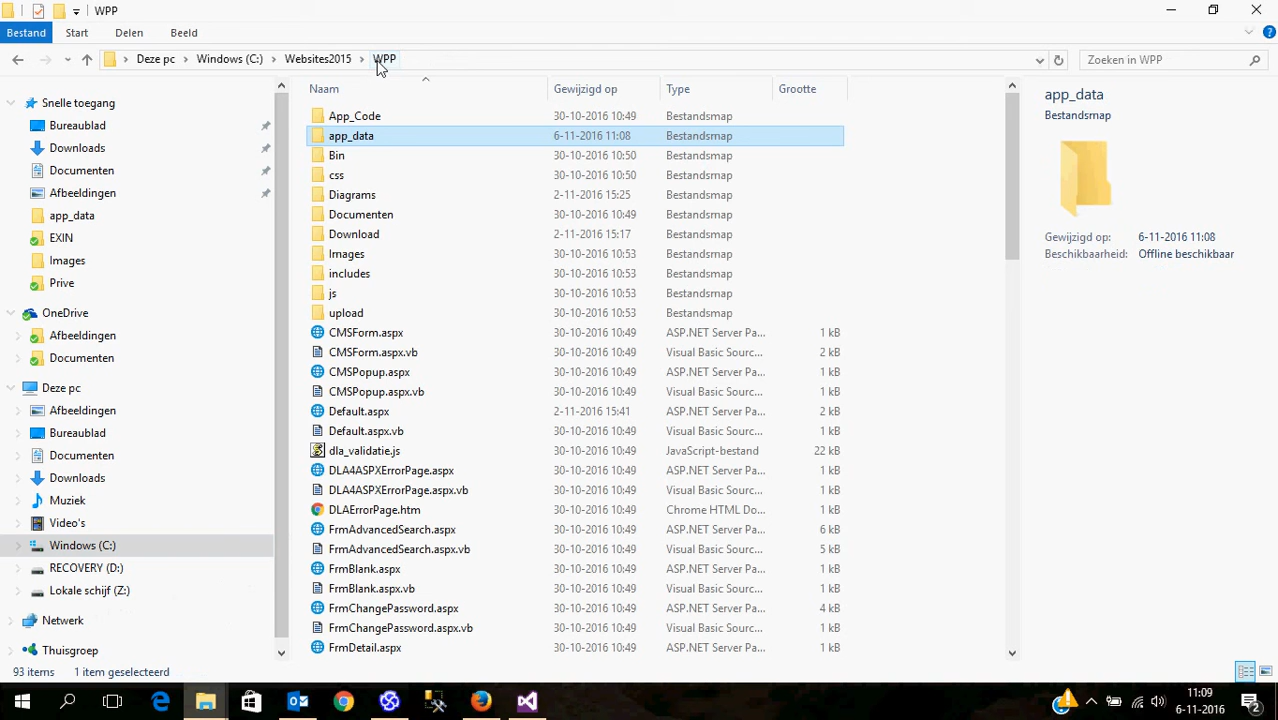 WPP
Bestand Start Delen Beeld
Deze pc Windows (C:) Websites2015 WPP Zoeken in WPP
Naam Gewijzigd op Type Grootte
Snelle toegang
Bureaublad
Downloads
Documenten
Afbeeldingen
app_data
EXIN
Images
Prive
OneDrive
Afbeeldingen
Documenten
Deze pc
Afbeeldingen
Bureaublad
Documenten
Downloads
Muziek
Video's
Windows (C:)
RECOVERY (D:)
Lokale schijf (Z:)
Netwerk
Thuisgroep
App_Code 30-10-2016 10:49 Bestandsmap
app_data 6-11-2016 11:08 Bestandsmap
Bin 30-10-2016 10:50 Bestandsmap
css 30-10-2016 10:50 Bestandsmap
Diagrams 2-11-2016 15:25 Bestandsmap
Documenten 30-10-2016 10:49 Bestandsmap
Download 2-11-2016 15:17 Bestandsmap
Images 30-10-2016 10:53 Bestandsmap
includes 30-10-2016 10:53 Bestandsmap
js 30-10-2016 10:53 Bestandsmap
upload 30-10-2016 10:53 Bestandsmap
CMSForm.aspx 30-10-2016 10:49 ASP.NET Server Pa... 1 kB
CMSForm.aspx.vb 30-10-2016 10:49 Visual Basic Sourc... 2 kB
CMSPopup.aspx 30-10-2016 10:49 ASP.NET Server Pa... 1 kB
CMSPopup.aspx.vb 30-10-2016 10:49 Visual Basic Sourc... 1 kB
Default.aspx 2-11-2016 15:41 ASP.NET Server Pa... 2 kB
Default.aspx.vb 30-10-2016 10:49 Visual Basic Sourc... 1 kB
dla_validatie.js 30-10-2016 10:49 JavaScript-bestand 22 kB
DLA4ASPXErrorPage.aspx 30-10-2016 10:49 ASP.NET Server Pa... 1 kB
DLA4ASPXErrorPage.aspx.vb 30-10-2016 10:49 Visual Basic Sourc... 1 kB
DLAErrorPage.htm 30-10-2016 10:49 Chrome HTML Do... 1 kB
FrmAdvancedSearch.aspx 30-10-2016 10:49 ASP.NET Server Pa... 6 kB
FrmAdvancedSearch.aspx.vb 30-10-2016 10:49 Visual Basic Sourc... 5 kB
FrmBlank.aspx 30-10-2016 10:49 ASP.NET Server Pa... 1 kB
FrmBlank.aspx.vb 30-10-2016 10:49 Visual Basic Sourc... 1 kB
FrmChangePassword.aspx 30-10-2016 10:49 ASP.NET Server Pa... 4 kB
FrmChangePassword.aspx.vb 30-10-2016 10:49 Visual Basic Sourc... 1 kB
FrmDetail.aspx 30-10-2016 10:49 ASP.NET Server Pa... 1 kB
app_data
Bestandsmap
Gewijzigd op: 6-11-2016 11:08
Beschikbaarheid: Offline beschikbaar
93 items 1 item geselecteerd
11:09
6-11-2016
2